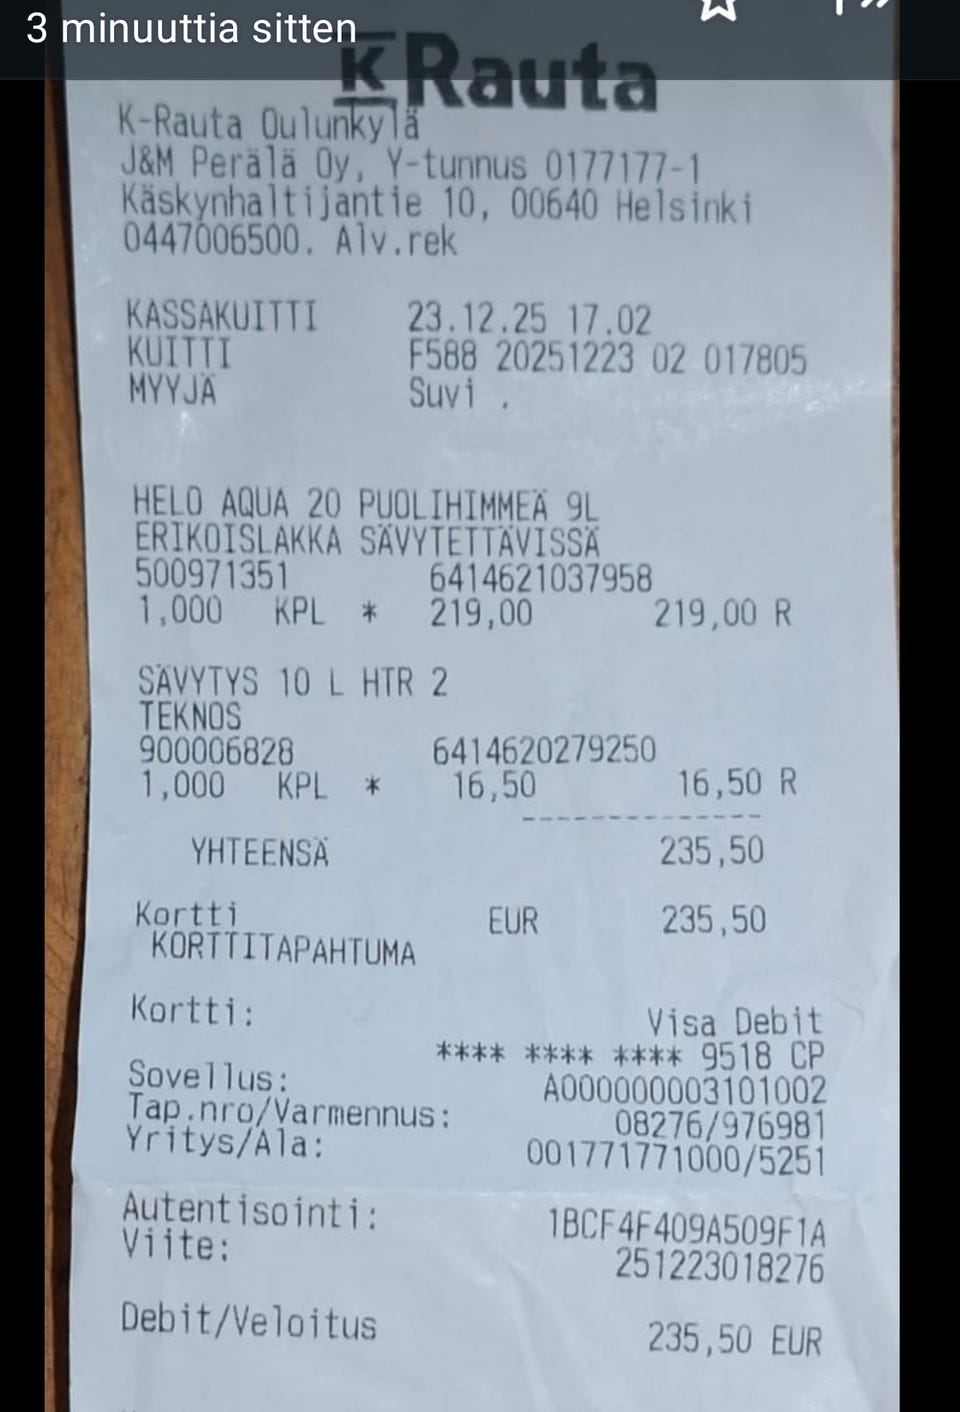 3 minuuttia sitten
K Rauta
K-Rauta Oulunkylä
J&M Perälä Oy, Y-tunnus 0177177-1
Käskynhaltijantie 10, 00640 Helsinki
0447006500. Alv.rek
KASSAKUITTI 23.12.25 17.02
KUITTI F588 20251223 02 017805
MYYJÄ Suvi .
HELO AQUA 20 PUOLIHIMMEÄ 9L
ERIKOISLAKKA SÄVYTETTÄVISSÄ
500971351 6414621037958
1,000 KPL * 219,00 219,00 R
SÄVYTYS 10 L HTR 2
TEKNOS
900006828 6414620279250
1,000 KPL * 16,50 16,50 R
--------------
YHTEENSÄ 235,50
Kortti EUR 235,50
KORTTITAPAHTUMA
Kortti: Visa Debit
**** **** **** 9518 CP
Sovellus: A000000003101002
Tap.nro/Varmennus: 08276/976981
Yritys/Ala: 001771771000/5251
Autentisointi: 1BCF4F409A509F1A
Viite: 251223018276
Debit/Veloitus 235,50 EUR